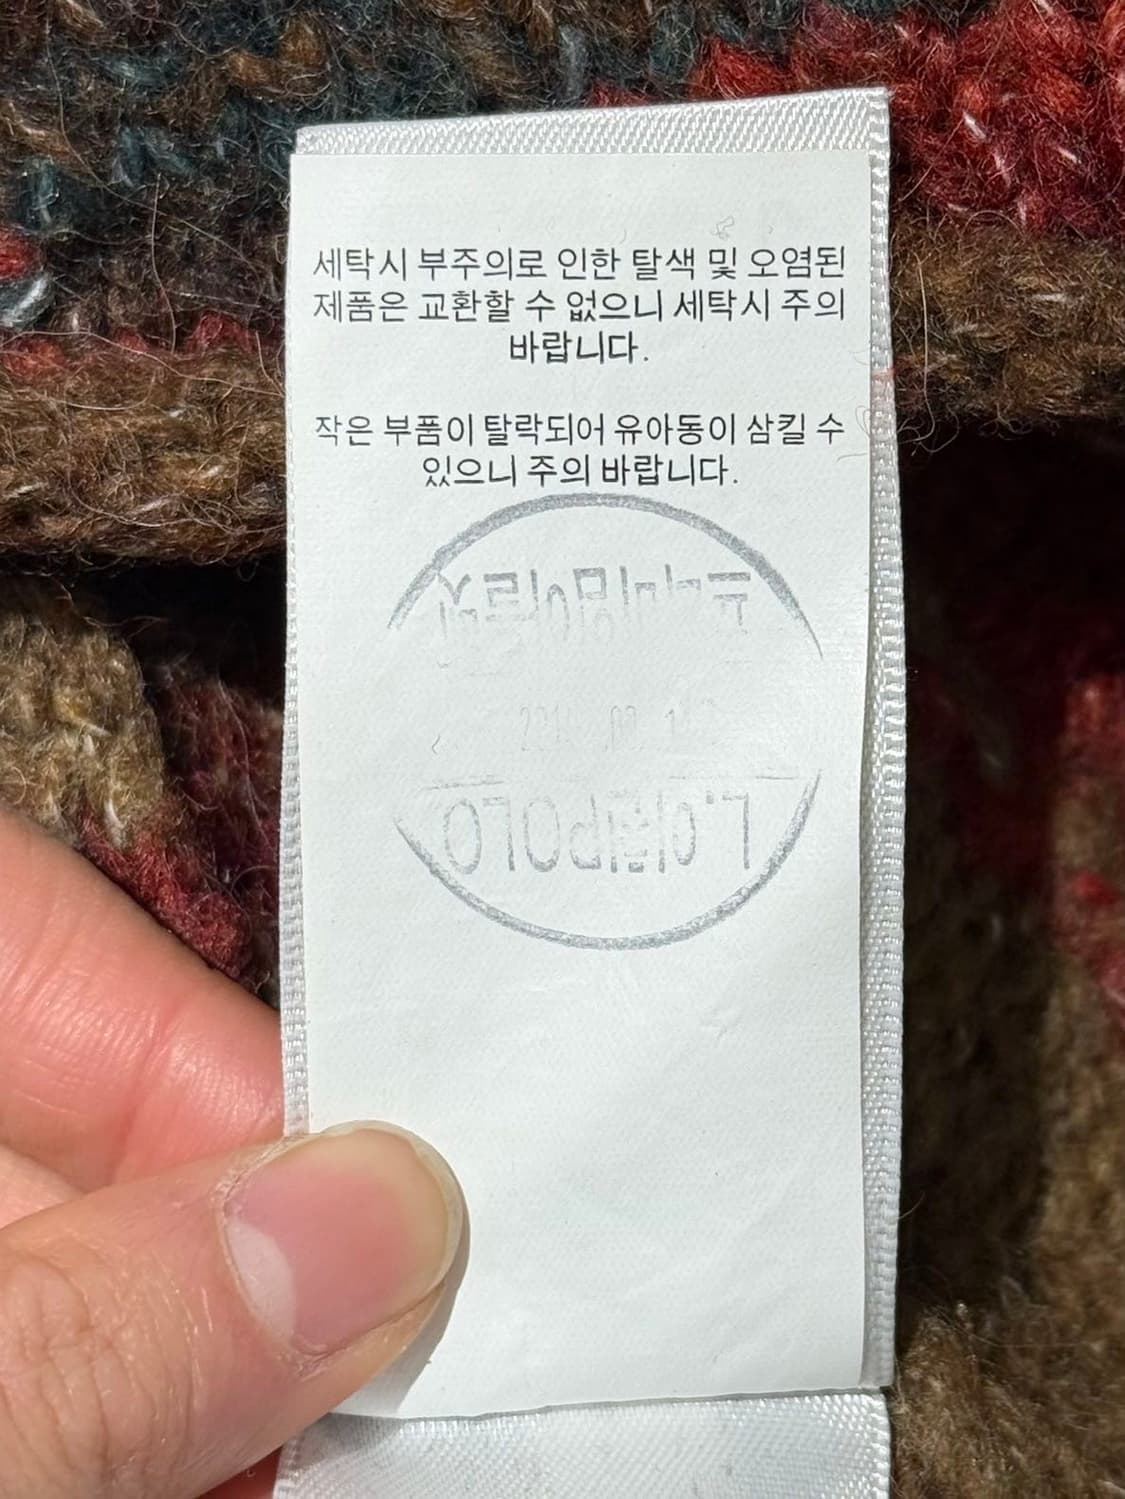 세탁시 부주의로 인한 탈색 및 오염된
제품은 교환할 수 없으니 세탁시 주의
바랍니다.
작은 부품이 탈락되어 유아동이 삼킬 수
있으니 주의 바랍니다.